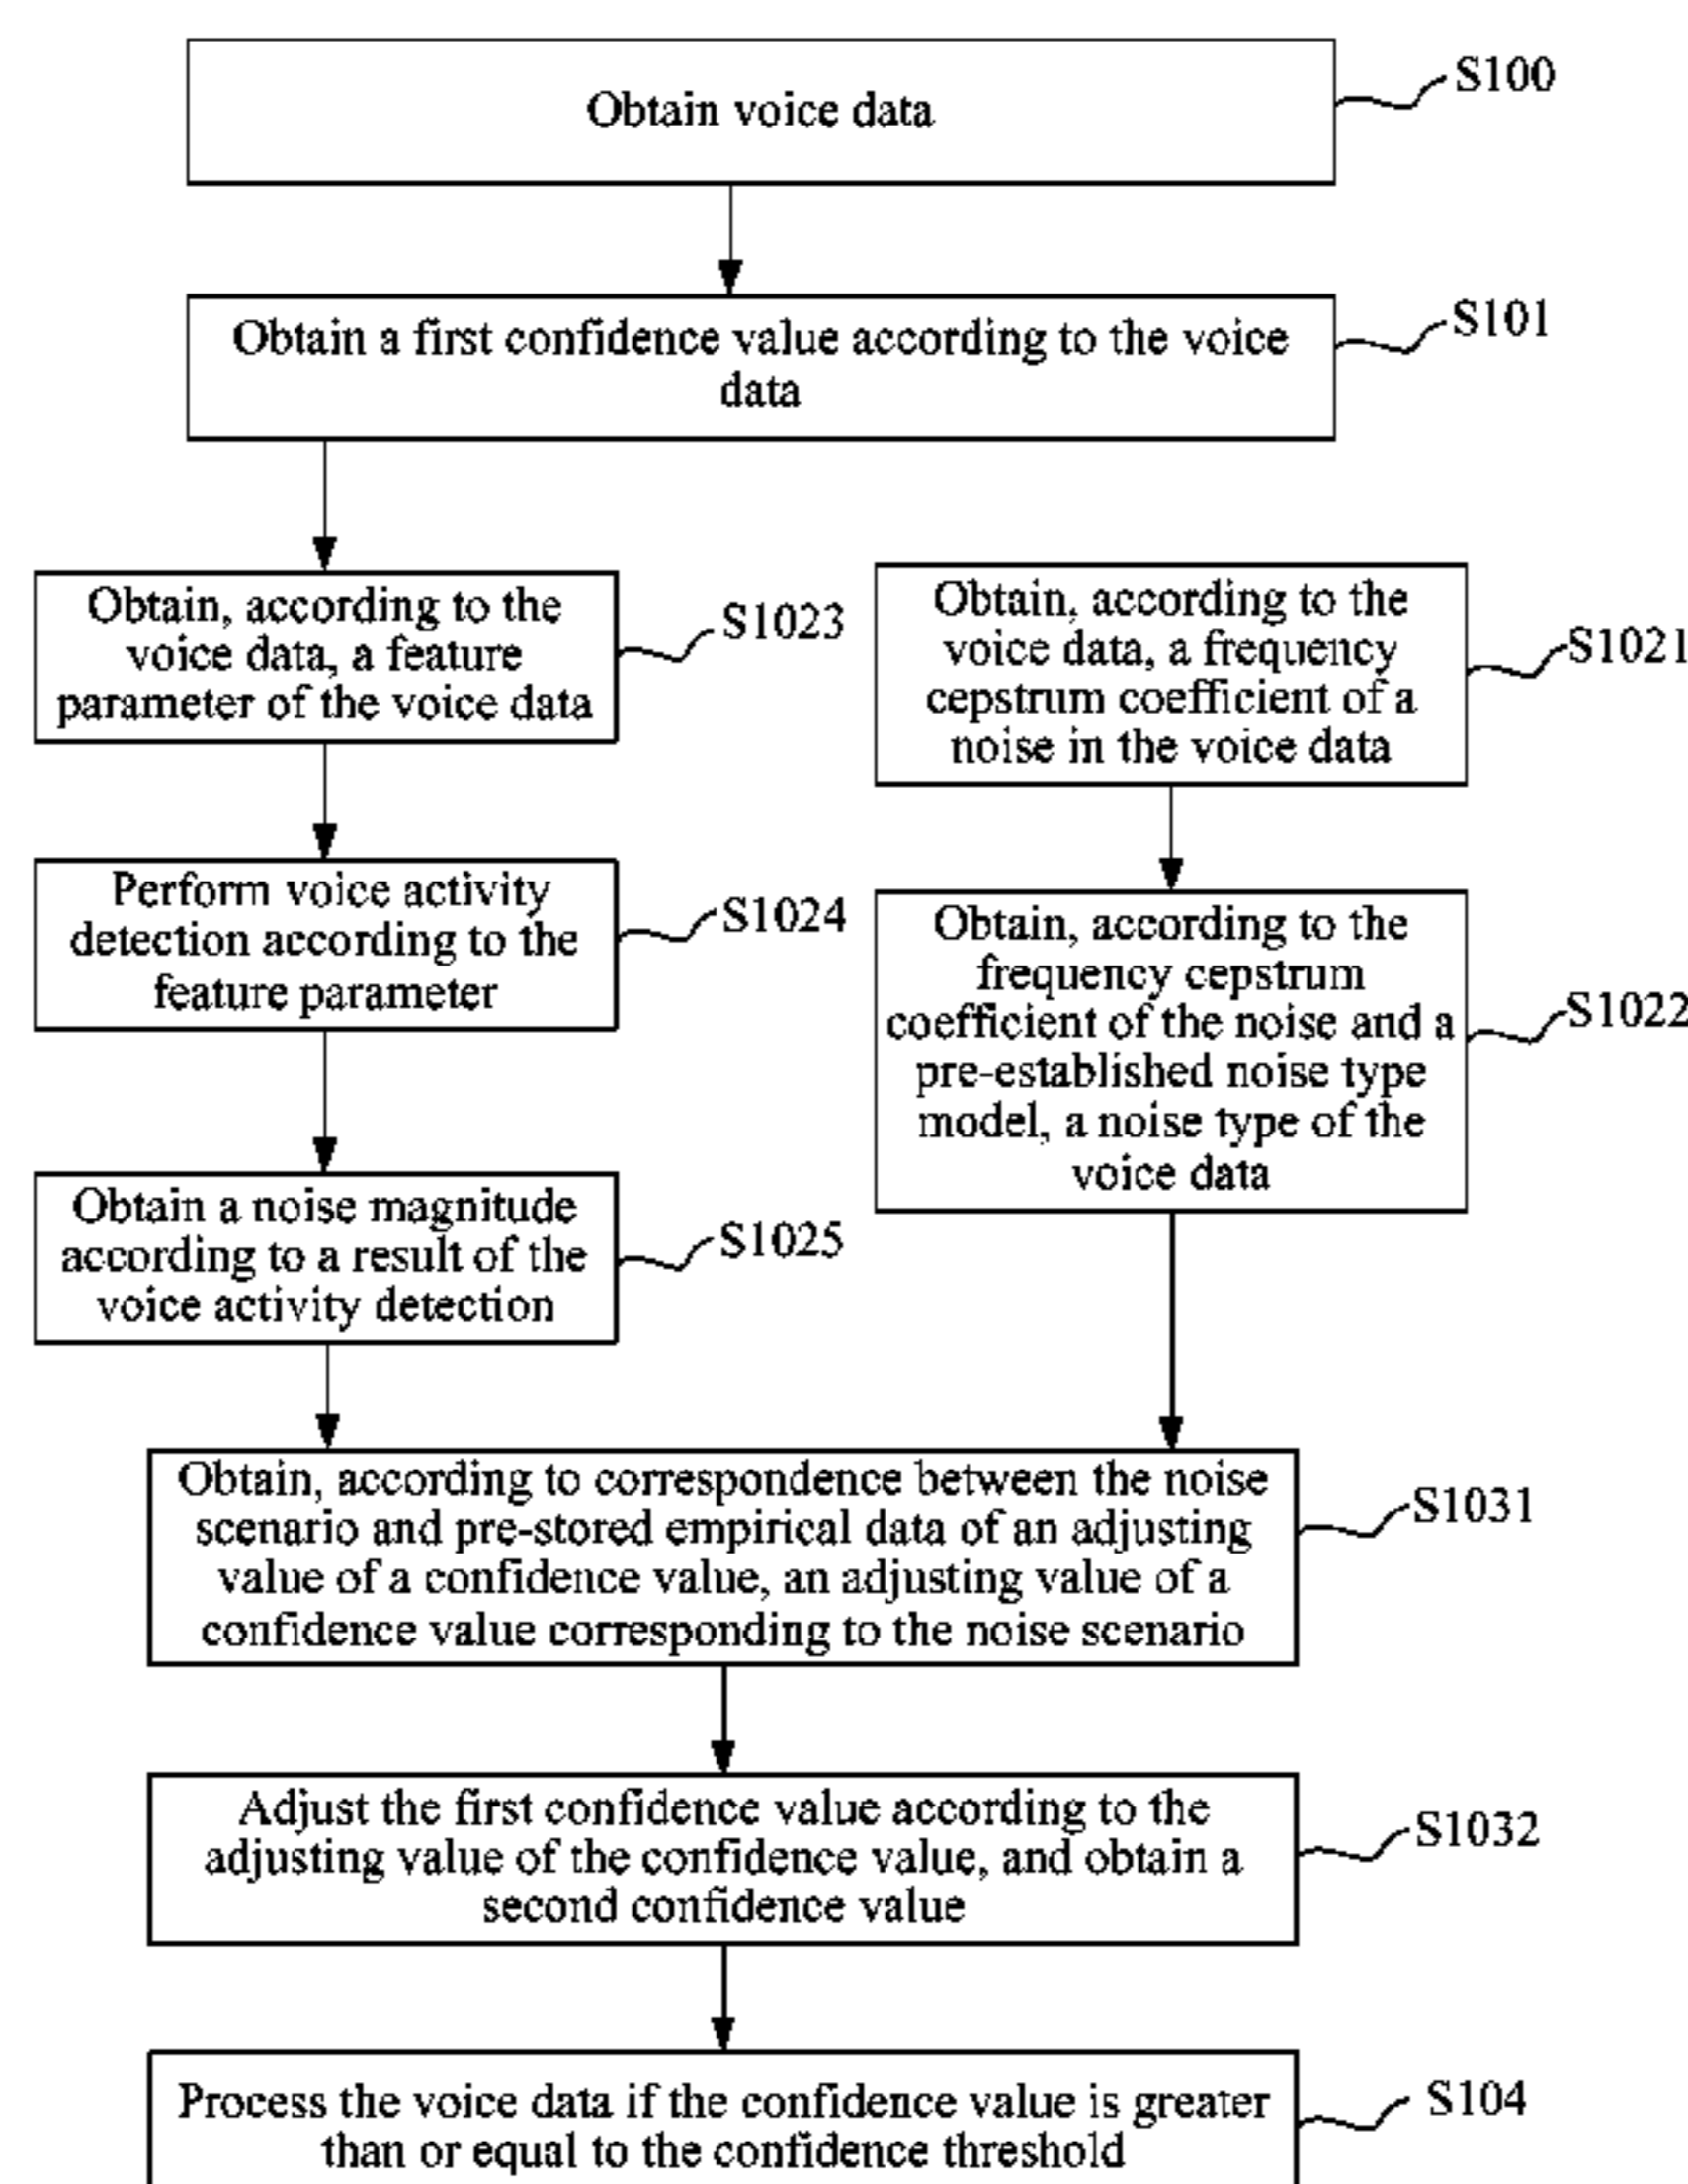 Obtain voice data
S100
Obtain a first confidence value according to the voice
data
S101
Obtain, according to the
voice data, a feature
parameter of the voice data
S1023
Obtain, according to the
voice data, a frequency
cepstrum coefficient of a
noise in the voice data
S1021
Perform voice activity
detection according to the
feature parameter
S1024
Obtain, according to the
frequency cepstrum
coefficient of the noise and a
pre-established noise type
model, a noise type of the
voice data
S1022
Obtain a noise magnitude
according to a result of the
voice activity detection
S1025
Obtain, according to correspondence between the noise
scenario and pre-stored empirical data of an adjusting
value of a confidence value, an adjusting value of a
confidence value corresponding to the noise scenario
S1031
Adjust the first confidence value according to the
adjusting value of the confidence value, and obtain a
second confidence value
S1032
Process the voice data if the confidence value is greater
than or equal to the confidence threshold
S104